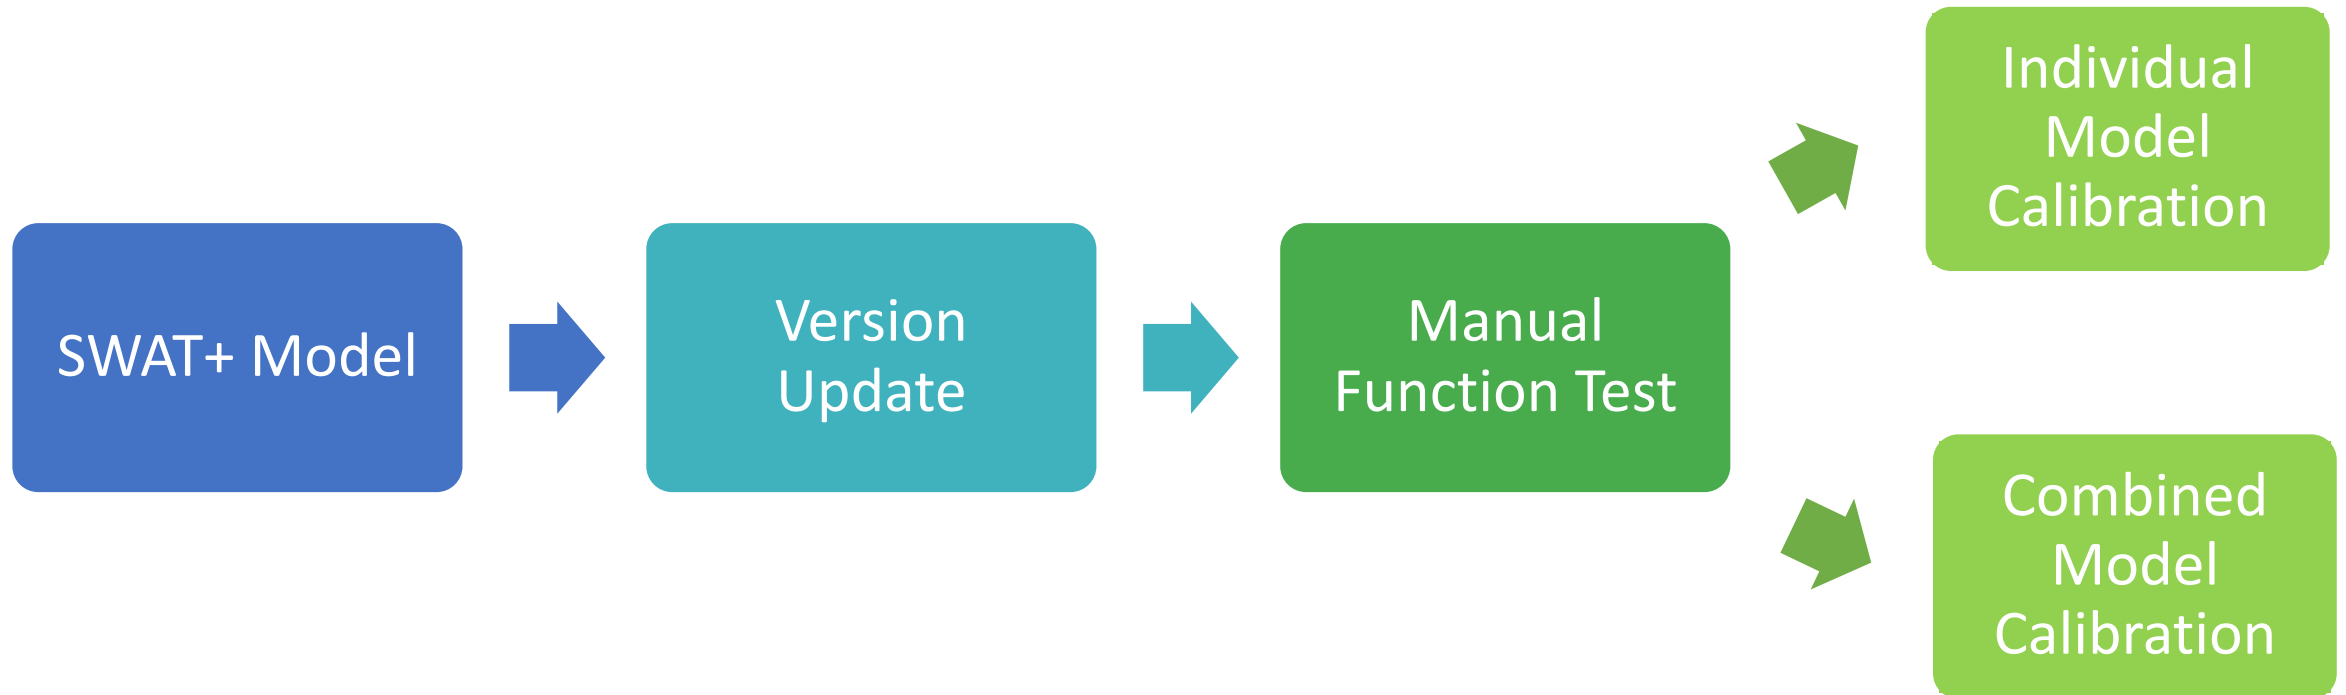 SWAT+ Model
Version
Update
Manual
Function Test
Individual
Model
Calibration
Combined
Model
Calibration